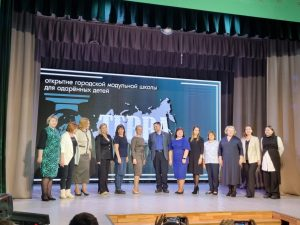 открытие городской модульной школы
для одарённых детей